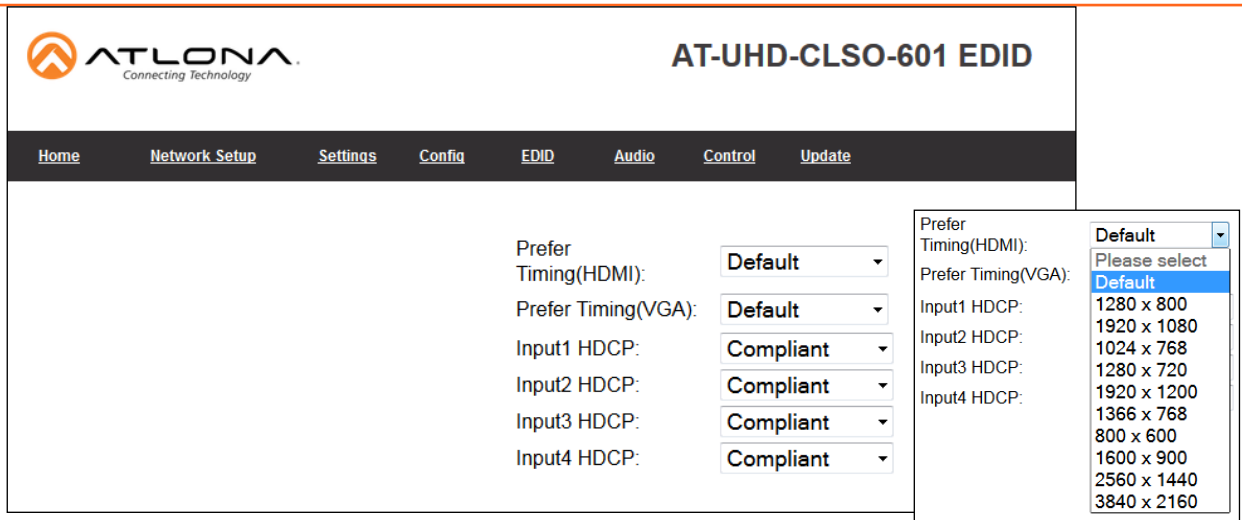 ATLONA.
Connecting Technology
AT-UHD-CLSO-601 EDID
Home Network Setup Settings Config EDID Audio Control Update
Prefer
Timing(HDMI): Default
Prefer Timing(VGA): Default
Input1 HDCP: Compliant
Input2 HDCP: Compliant
Input3 HDCP: Compliant
Input4 HDCP: Compliant
Prefer
Timing(HDMI): Default
Prefer Timing(VGA):
Input1 HDCP:
Input2 HDCP:
Input3 HDCP:
Input4 HDCP:
Please select
Default
1280 x 800
1920 x 1080
1024 x 768
1280 x 720
1920 x 1200
1366 x 768
800 x 600
1600 x 900
2560 x 1440
3840 x 2160